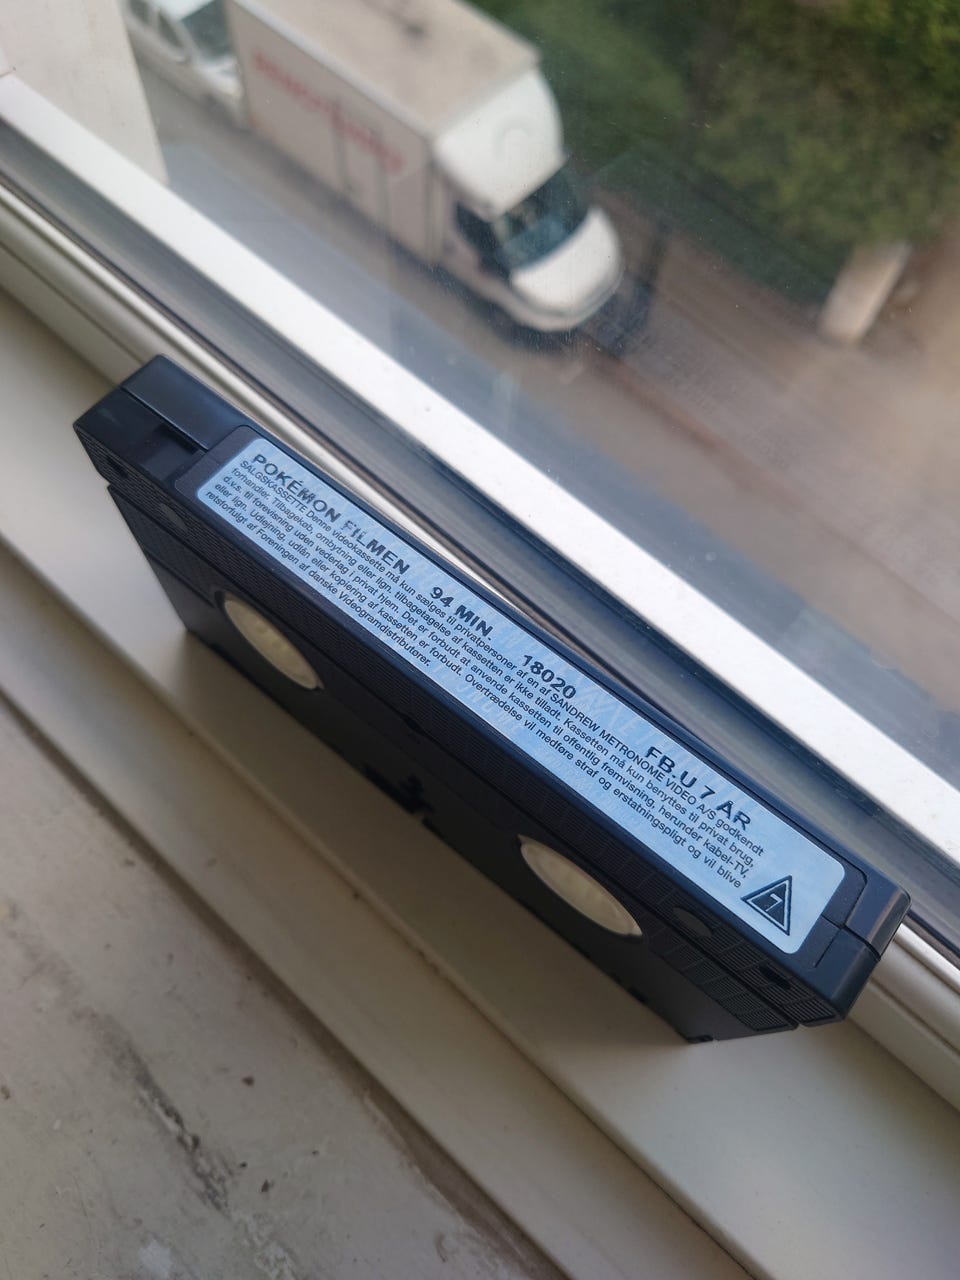 POKÉMON FILMEN 94 MIN. 18020 FB.U 7 ÅR
SALGSKASSETTE Denne videokassette må kun sælges til privatpersoner af en af SANDREW METRONOME VIDEO A/S godkendt
forhandler. Tilbagekøb, ombytning eller lign. tilbagetagelse af kassetten er ikke tilladt. Kassetten må kun benyttes til privat brug,
d.v.s. til forevisning uden vederlag i privat hjem. Det er forbudt at anvende kassetten til offentlig fremvisning, herunder kabel-TV,
eller lign. Udlejning, udlån eller kopiering af kassetten er forbudt. Overtrædelse vil medføre straf og erstatningspligt og vil blive
retsforfulgt af Foreningen af danske Videogramdistributører.
7